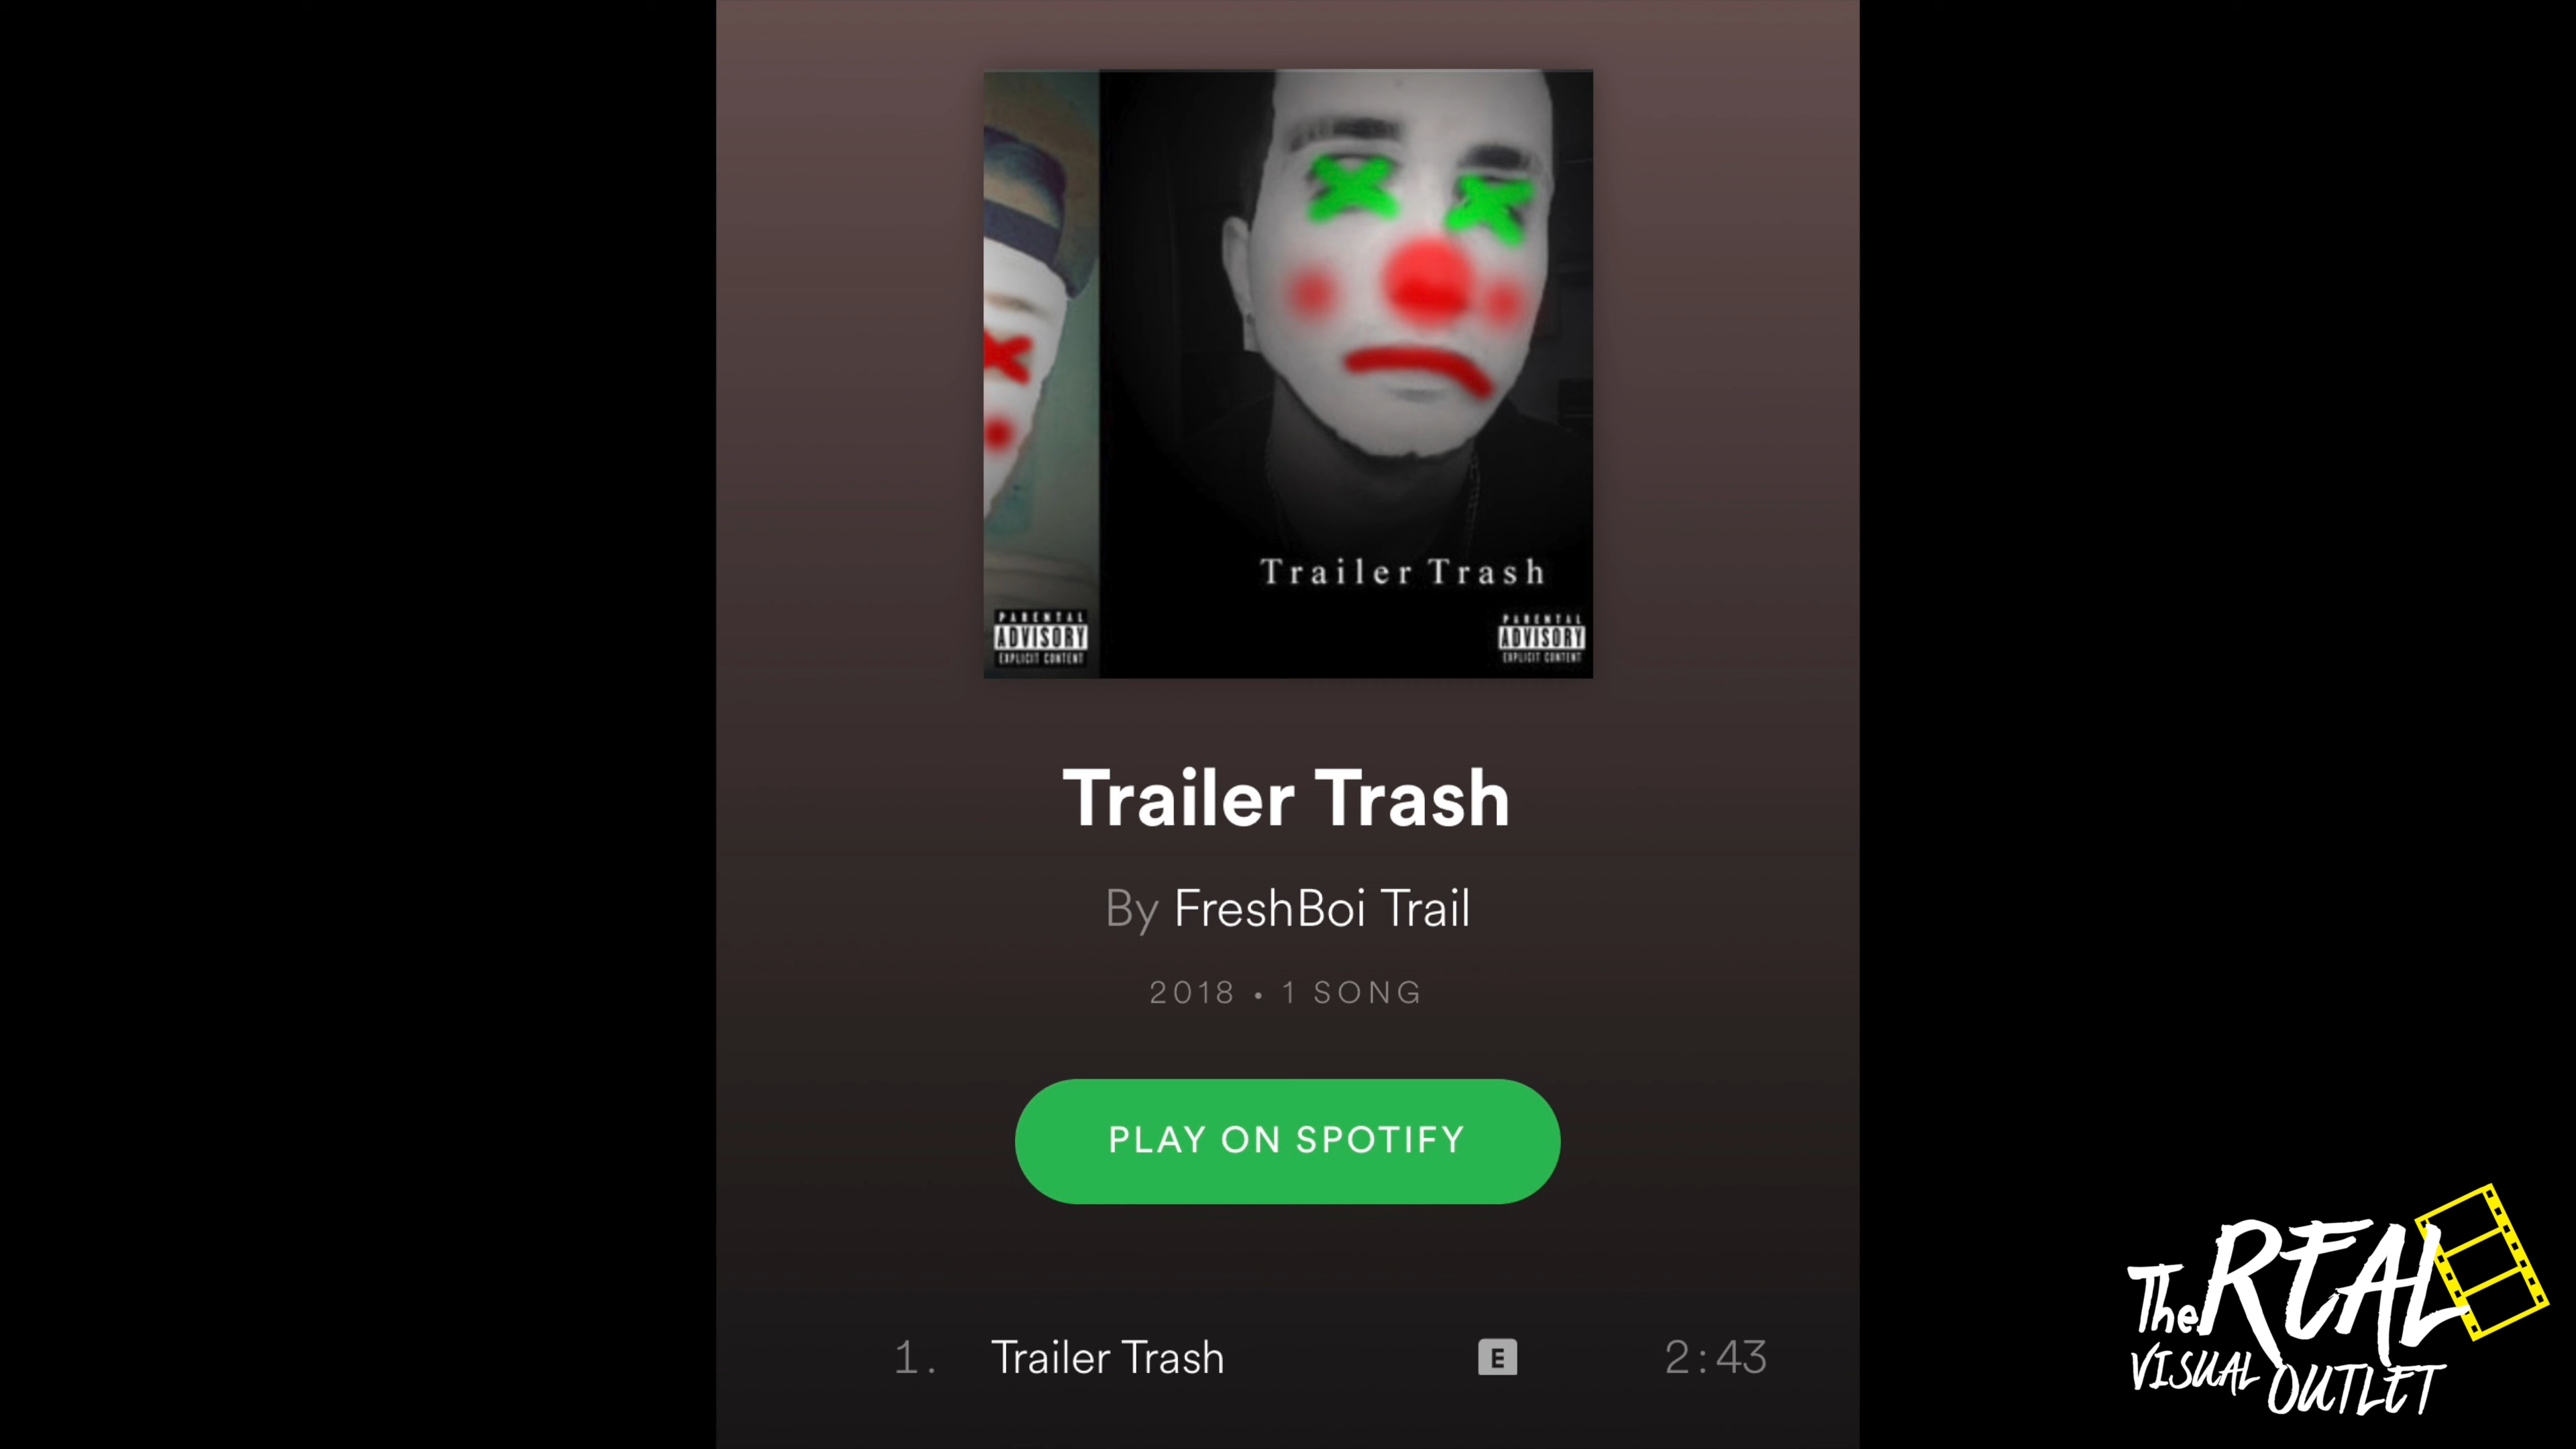 Trailer Trash
PARENTAL
ADVISORY
EXPLICIT CONTENT
PARENTAL
ADVISORY
EXPLICIT CONTENT
Trailer Trash
By FreshBoi Trail
2018 • 1 SONG
PLAY ON SPOTIFY
1. Trailer Trash E 2:43
The REAL
VISUAL OUTLET